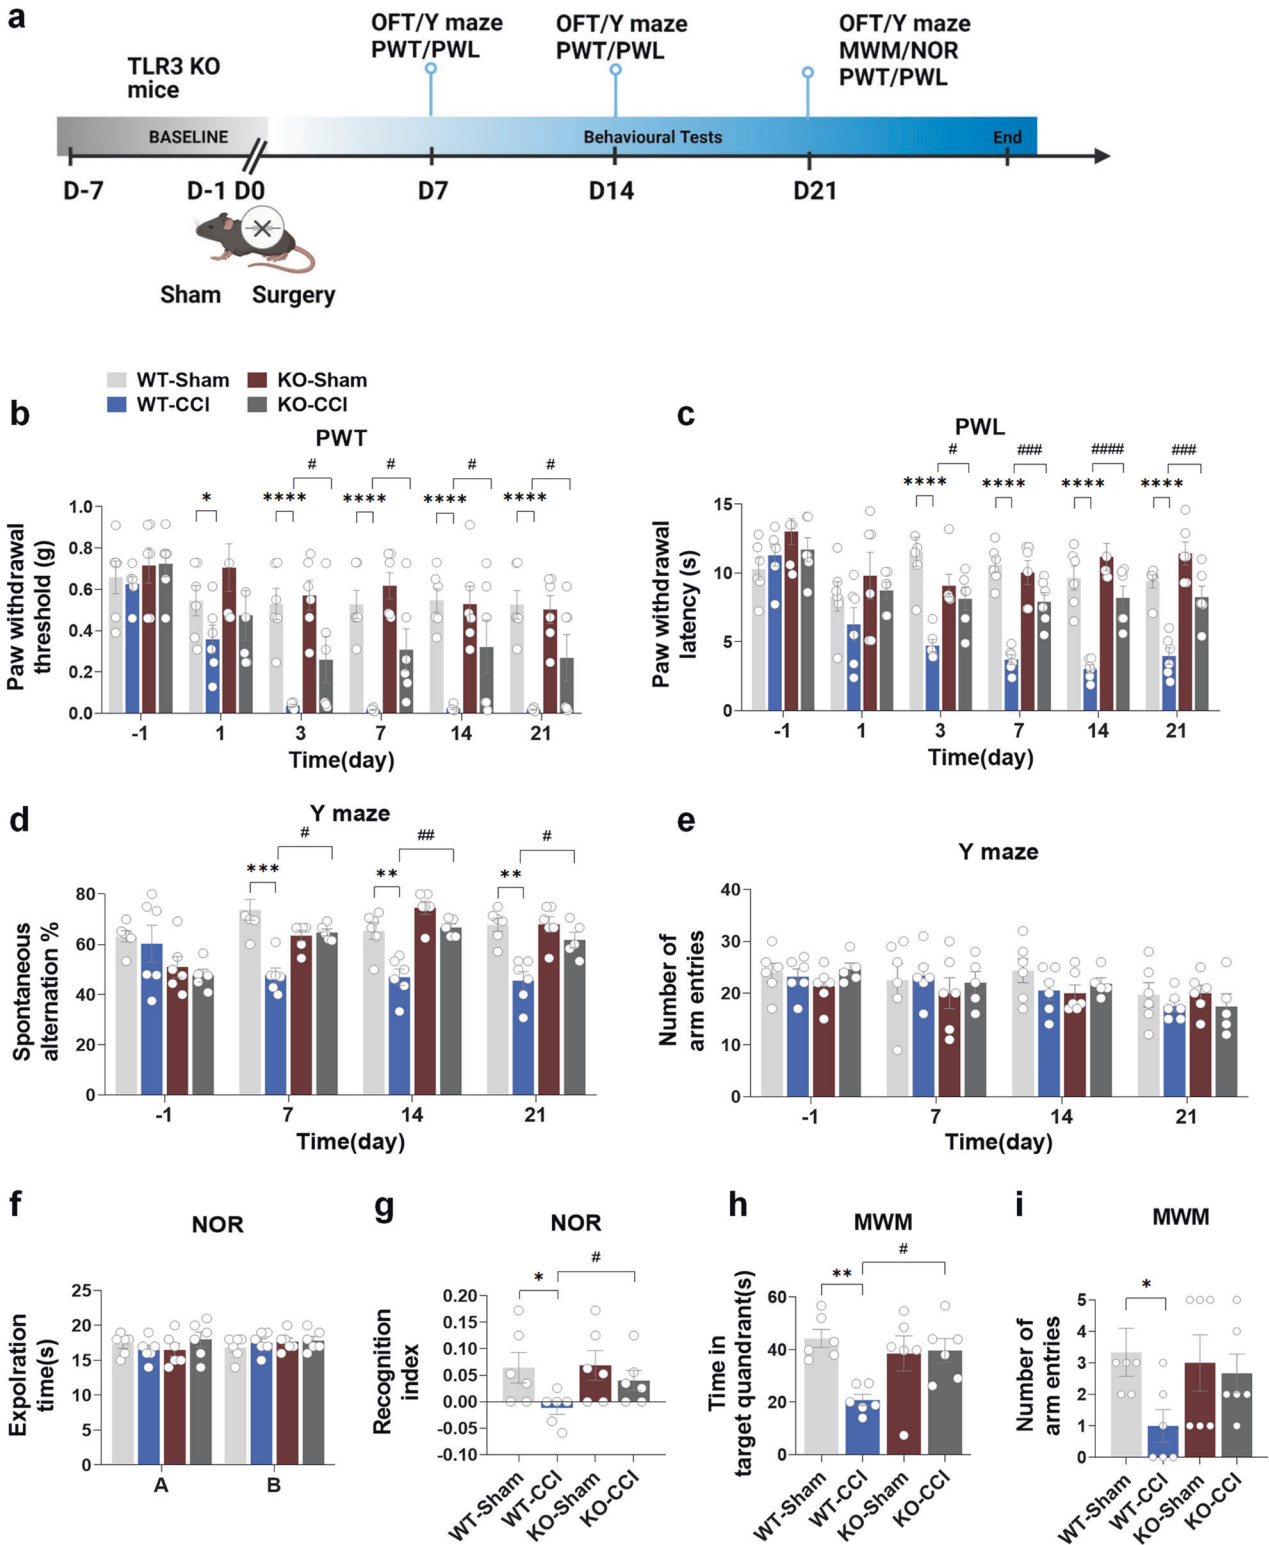 a
OFT/Y maze
PWT/PWL
OFT/Y maze
PWT/PWL
OFT/Y maze
MWM/NOR
PWT/PWL
TLR3 KO
mice
BASELINE
Behavioural Tests
End
D-7
D-1 D0
D7
D14
D21
Sham
Surgery
WT-Sham
KO-Sham
WT-CCI
KO-CCI
b
PWT
Paw withdrawal
threshold (g)
1.0
0.8
0.6
0.4
0.2
0.0
*
****
#
****
#
****
#
****
#
-1 1 3 7 14 21
Time(day)
c
PWL
Paw withdrawal
latency (s)
15
10
5
0
****
#
****
###
****
####
****
###
-1 1 3 7 14 21
Time(day)
d
Y maze
Spontaneous
alternation %
80
60
40
20
0
***
#
**
##
**
#
-1 7 14 21
Time(day)
e
Y maze
Number of
arm entries
40
30
20
10
0
-1 7 14 21
Time(day)
f
NOR
Expolration
time(s)
25
20
15
10
5
0
A B
g
NOR
Recognition
index
0.20
0.15
0.10
0.05
0.00
-0.05
-0.10
*
#
WT-Sham
WT-CCI
KO-Sham
KO-CCI
h
MWM
Time in
target quandrant(s)
60
40
20
0
**
#
WT-Sham
WT-CCI
KO-Sham
KO-CCI
i
MWM
Number of
arm entries
5
4
3
2
1
0
*
WT-Sham
WT-CCI
KO-Sham
KO-CCI